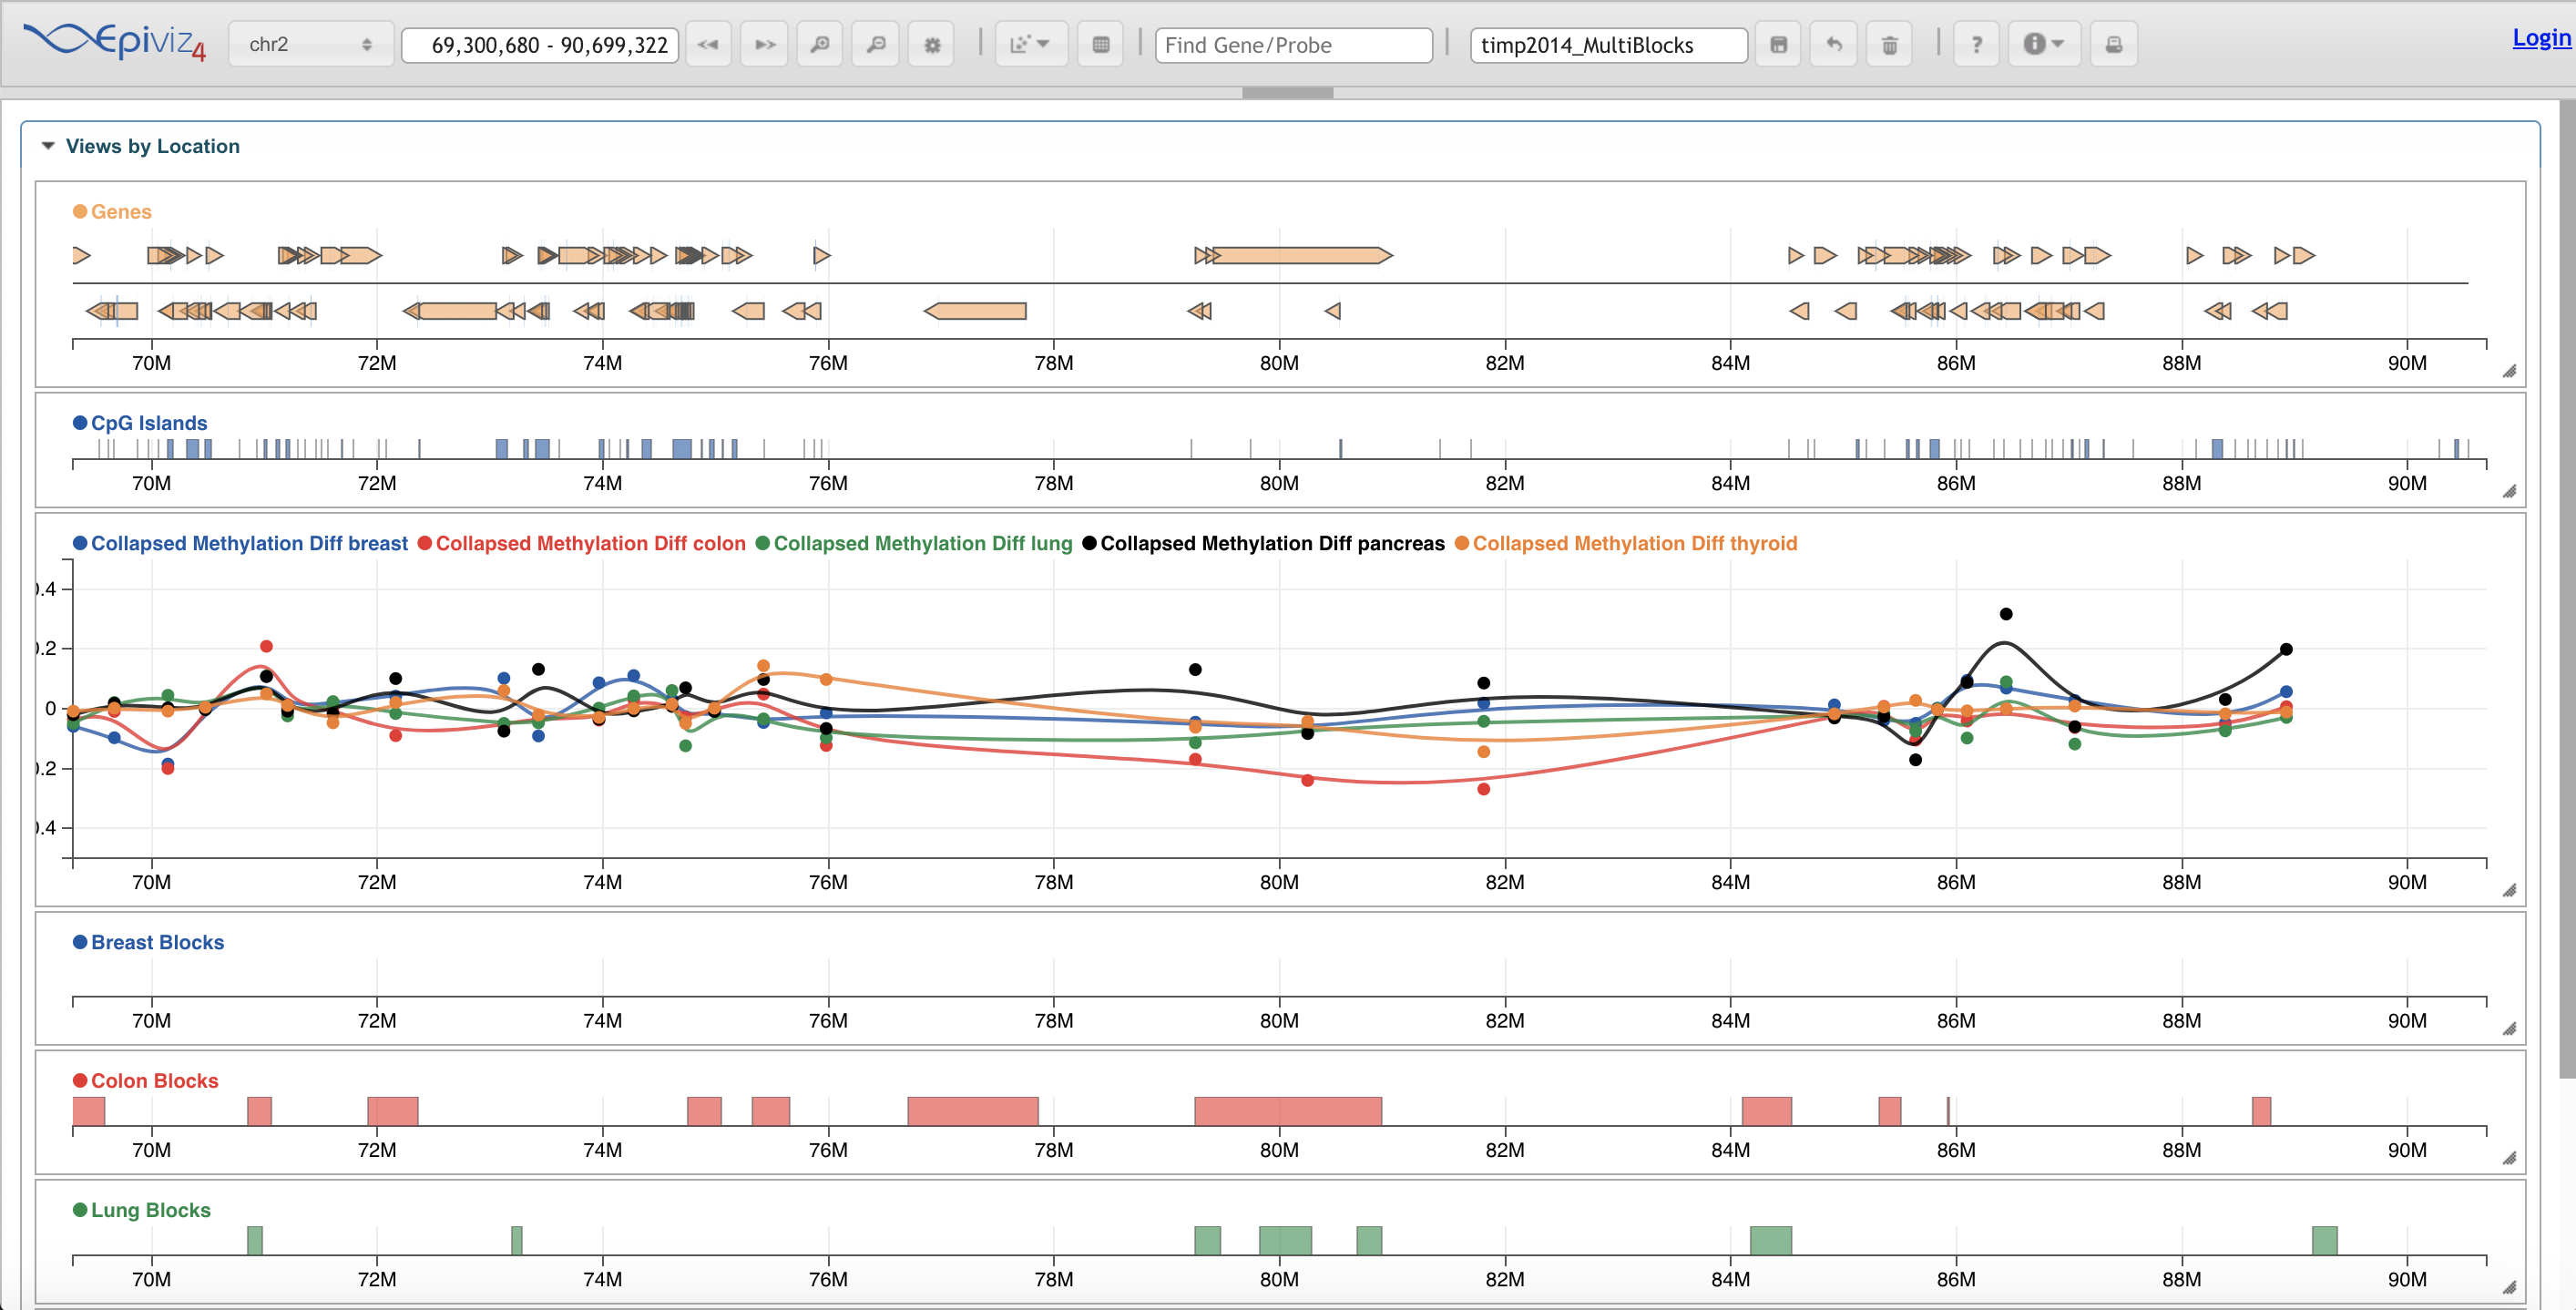 Epiviz4 chr2 69,300,680 - 90,699,322 Find Gene/Probe timp2014_MultiBlocks ? Login
Views by Location
Genes
70M 72M 74M 76M 78M 80M 82M 84M 86M 88M 90M
CpG Islands
70M 72M 74M 76M 78M 80M 82M 84M 86M 88M 90M
Collapsed Methylation Diff breast Collapsed Methylation Diff colon Collapsed Methylation Diff lung Collapsed Methylation Diff pancreas Collapsed Methylation Diff thyroid
).4
).2
0
).2
).4
70M 72M 74M 76M 78M 80M 82M 84M 86M 88M 90M
Breast Blocks
70M 72M 74M 76M 78M 80M 82M 84M 86M 88M 90M
Colon Blocks
70M 72M 74M 76M 78M 80M 82M 84M 86M 88M 90M
Lung Blocks
70M 72M 74M 76M 78M 80M 82M 84M 86M 88M 90M